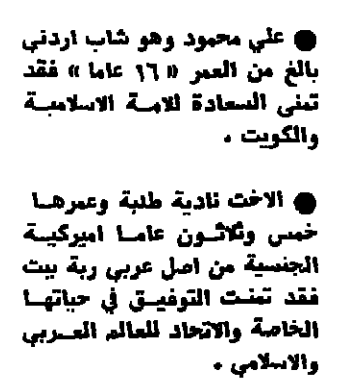 ● علي محمود وهو شاب اردني
بالغ من العمر « ١٦ عاما » فقد
تمنى السعادة للامة الاسلامية
والكويت .
● الاخت نادية طلبة وعمرها
خمس وثلاثون عاما اميركية
الجنسية من اصل عربي ربة بيت
فقد تمنت التوفيق في حياتها
الخاصة والاتحاد للعالم العربي
والاسلامي .